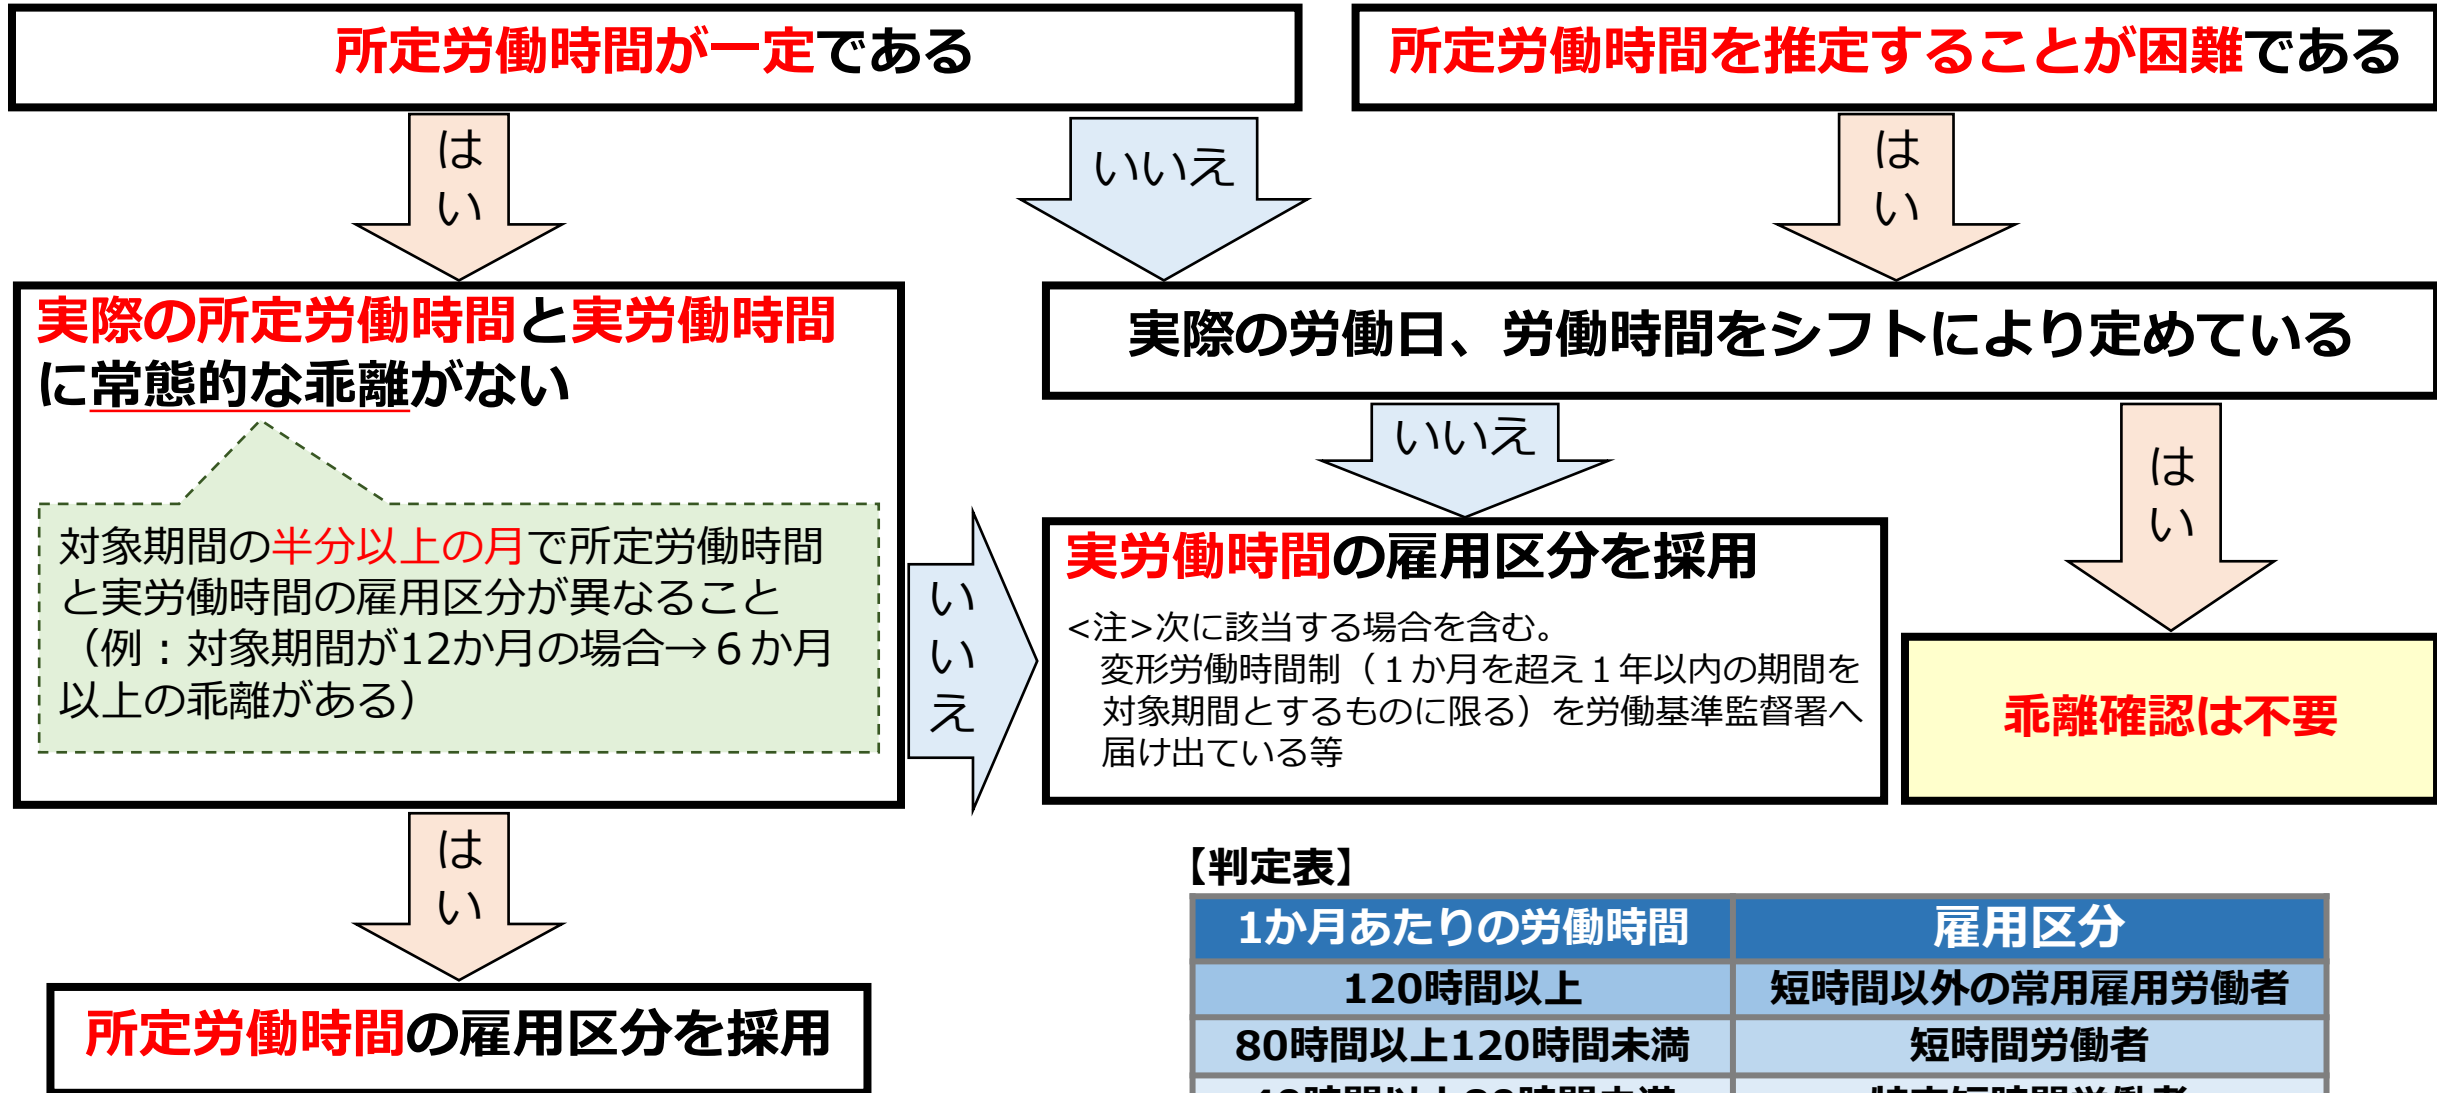 所定労働時間が一定である
所定労働時間を推定することが困難である
はい
いいえ
はい
実際の所定労働時間と実労働時間
に常態的な乖離がない
対象期間の半分以上の月で所定労働時間
と実労働時間の雇用区分が異なること
（例：対象期間が12か月の場合→６か月
以上の乖離がある）
実際の労働日、労働時間をシフトにより定めている
いいえ
はい
いいえ
実労働時間の雇用区分を採用
<注>次に該当する場合を含む。
変形労働時間制（１か月を超え１年以内の期間を
対象期間とするものに限る）を労働基準監督署へ
届け出ている等
乖離確認は不要
はい
所定労働時間の雇用区分を採用
【判定表】
1か月あたりの労働時間 雇用区分
120時間以上 短時間以外の常用雇用労働者
80時間以上120時間未満 短時間労働者